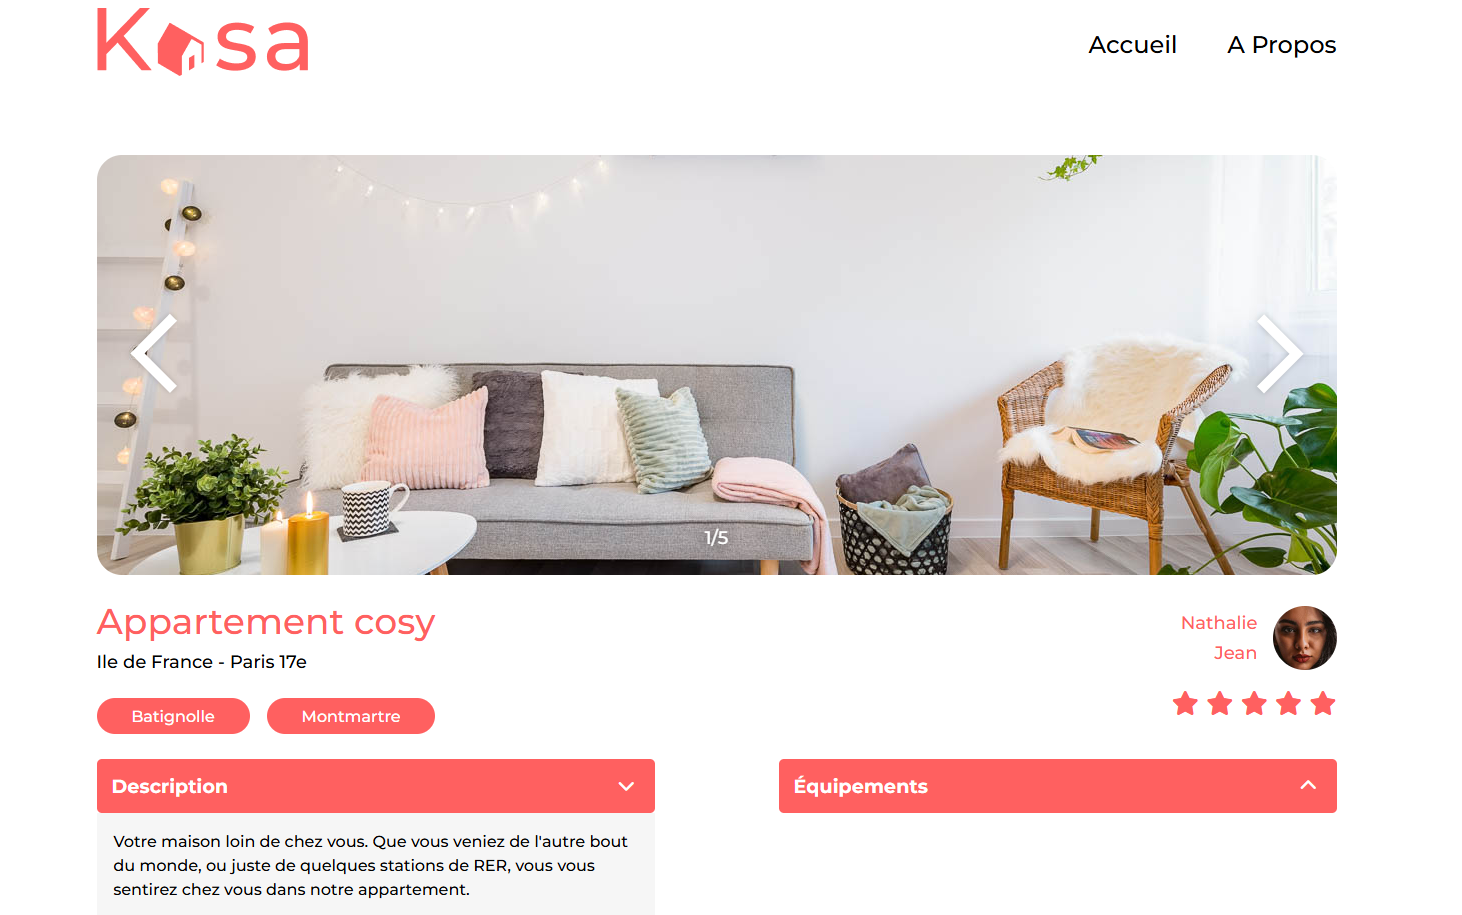 Kasa
Accueil
A Propos
1/5
Appartement cosy
Ile de France - Paris 17e
Batignolle
Montmartre
Nathalie
Jean
Description
Votre maison loin de chez vous. Que vous veniez de l'autre bout
du monde, ou juste de quelques stations de RER, vous vous
sentirez chez vous dans notre appartement.
Équipements